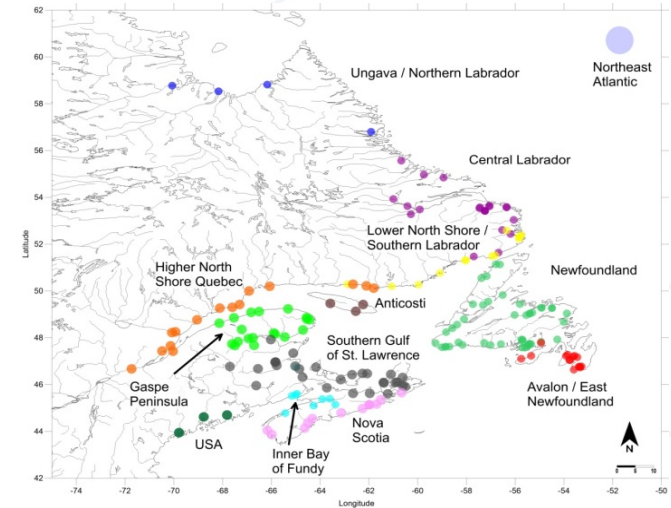 62
60
58
56
54
52
50
48
46
44
42
Latitude
Northeast
Atlantic
Ungava / Northern Labrador
Central Labrador
Lower North Shore /
Southern Labrador
Higher North
Shore Quebec
Newfoundland
Anticosti
Southern Gulf
of St. Lawrence
Gaspe
Peninsula
Avalon / East
Newfoundland
USA
Nova
Scotia
Inner Bay
of Fundy
N
0 5 10
-74 -72 -70 -68 -66 -64 -62 -60 -58 -56 -54 -52 -50
Longitude